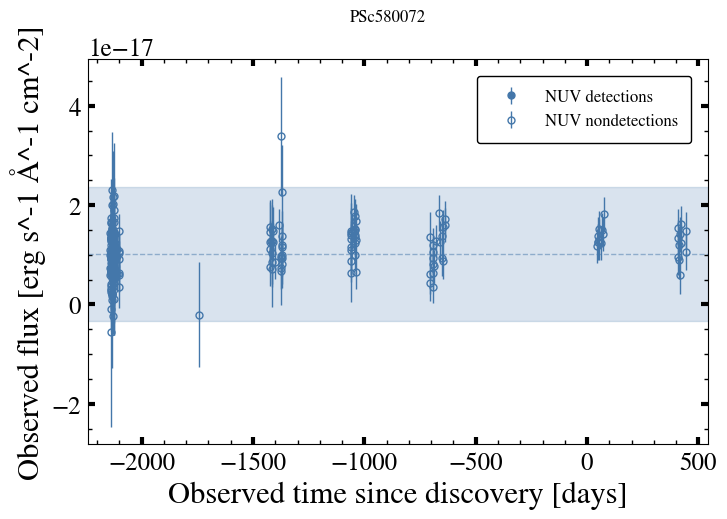 PSc580072
1e−17
NUV detections
NUV nondetections
4
2
0
−2
Observed flux [erg s^-1 Å^-1 cm^-2]
−2000 −1500 −1000 −500 0 500
Observed time since discovery [days]